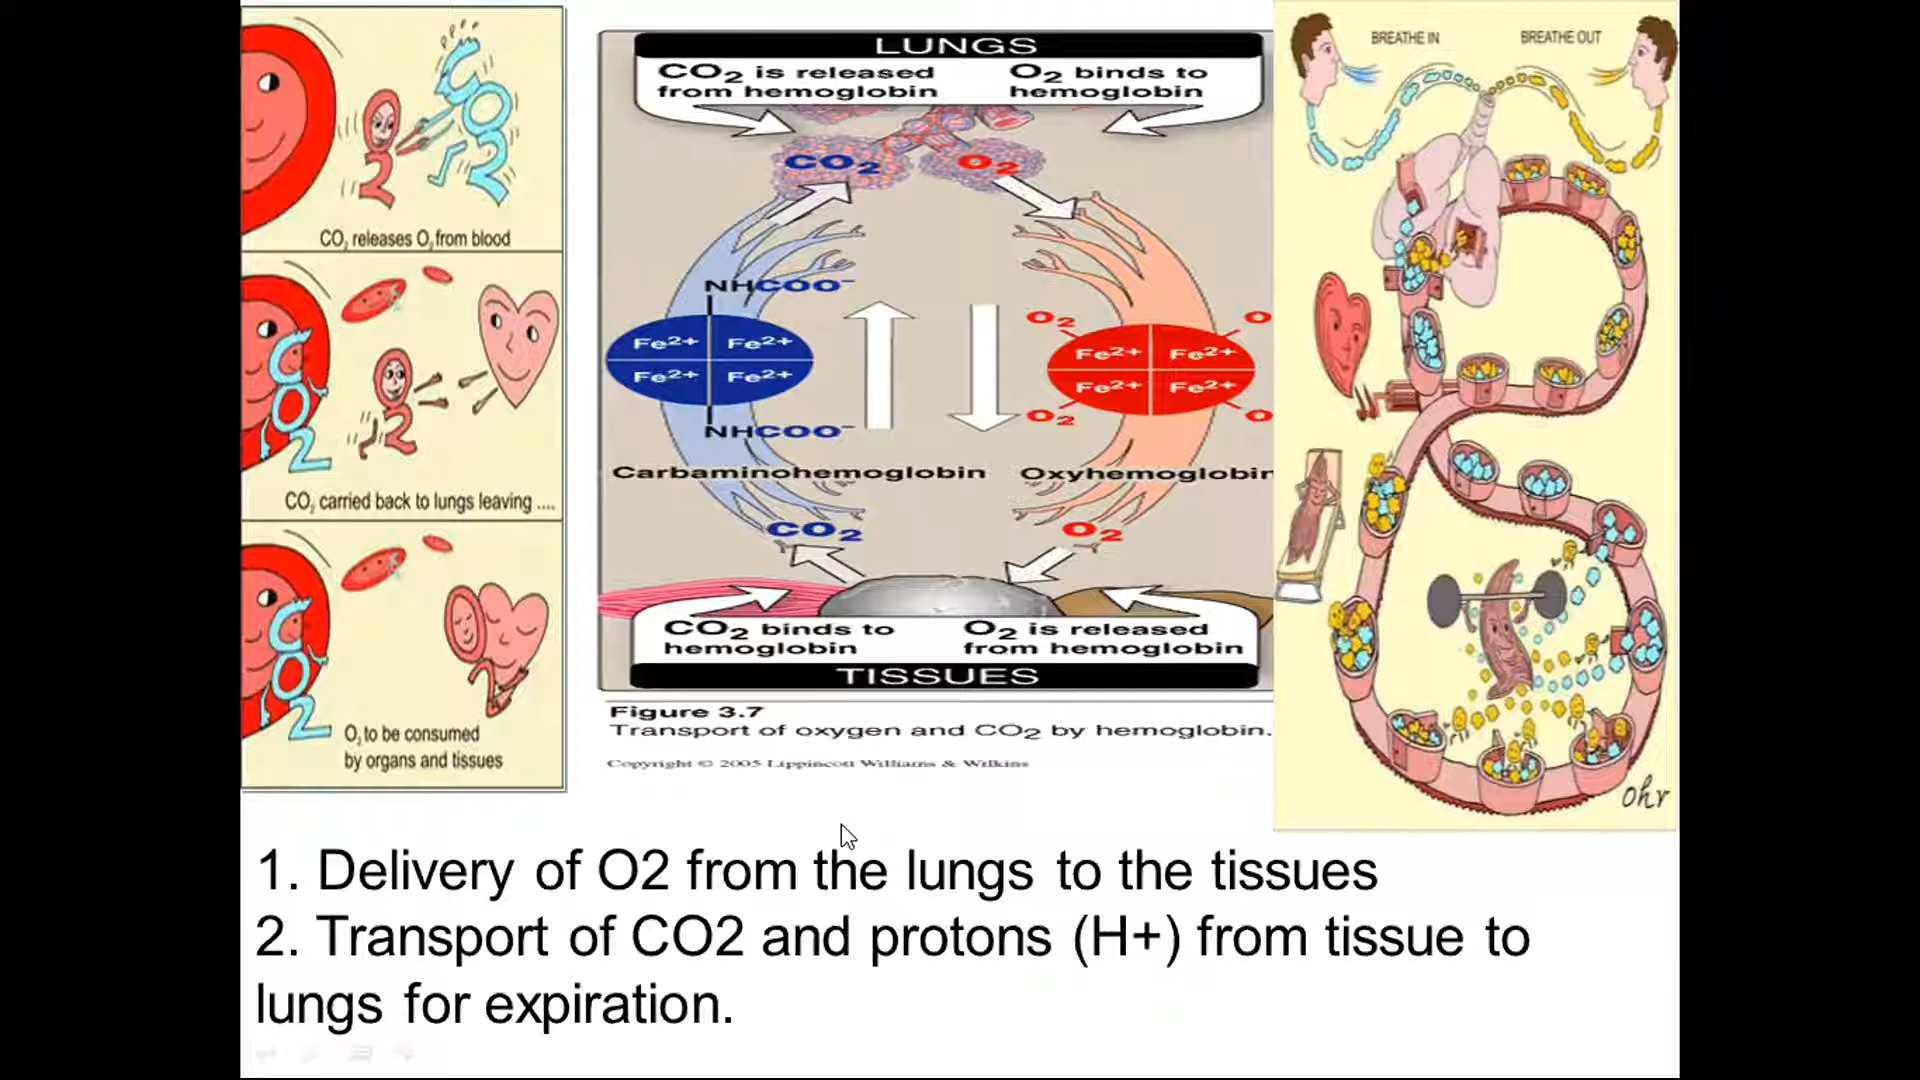 CO2 releases O2 from blood
CO2 carried back to lungs leaving ....
O2 to be consumed
by organs and tissues
LUNGS
CO2 is released
from hemoglobin
O2 binds to
hemoglobin
CO2
O2
NHCOO-
Fe2+ Fe2+
Fe2+ Fe2+
NHCOO-
Carbaminohemoglobin
O2 O
Fe2+ Fe2+
Fe2+ Fe2+
O2 O
Oxyhemoglobin
CO2
O2
CO2 binds to
hemoglobin
O2 is released
from hemoglobin
TISSUES
Figure 3.7
Transport of oxygen and CO2 by hemoglobin.
Copyright © 2005 Lippincott Williams & Wilkins
BREATHE IN
BREATHE OUT
ohr
1. Delivery of O2 from the lungs to the tissues
2. Transport of CO2 and protons (H+) from tissue to
lungs for expiration.